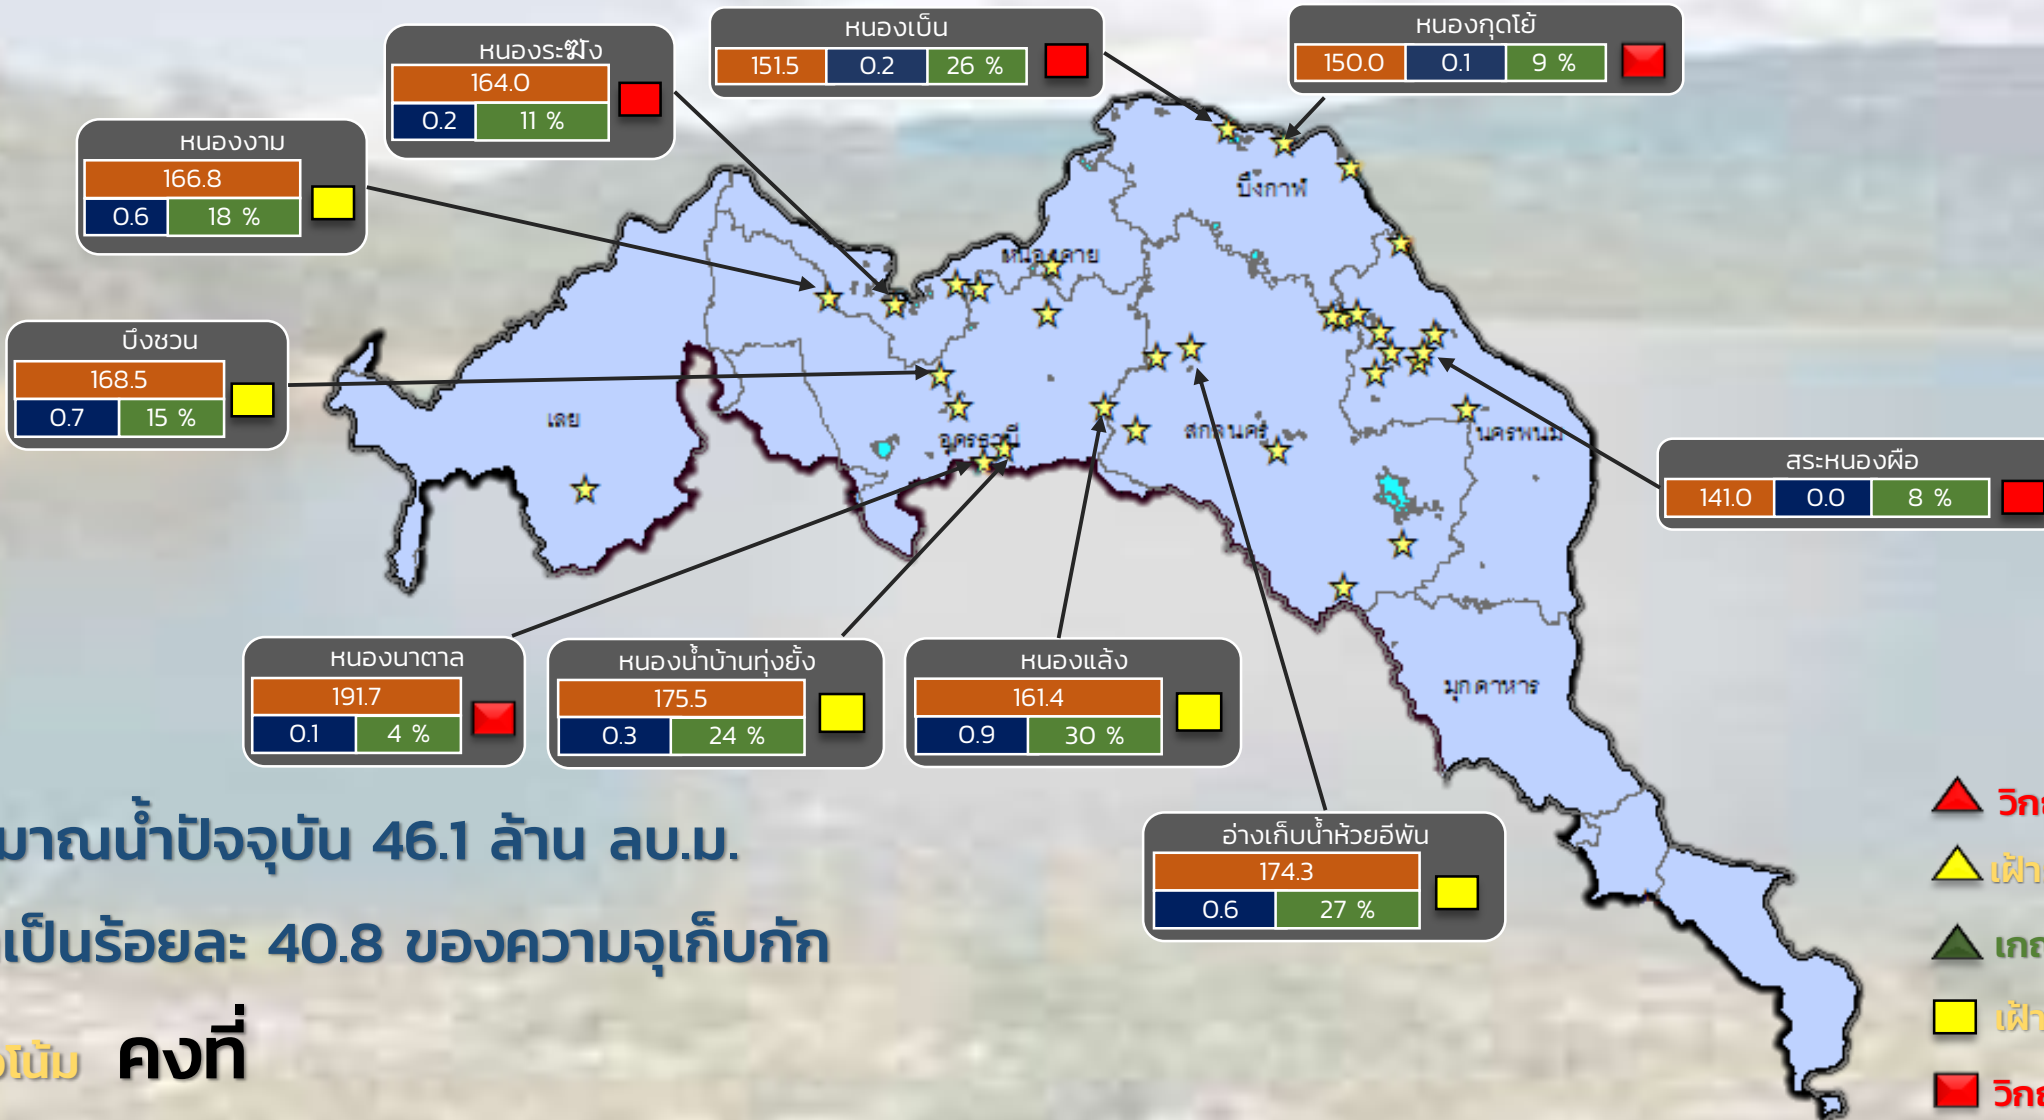 หนองเบ็น
151.5 0.2 26 %
หนองกุดโย้
150.0 0.1 9 %
164.0
0.2 11 %
หนองงาม
166.8
0.6 18 %
บึงชวน
168.5
0.7 15 %
บึงกาฬ
หนองคาย
เลย
อุดรธานี
สกลนคร
นครพนม
มุกดาหาร
สระหนองผือ
141.0 0.0 8 %
หนองนาตาล
191.7
0.1 4 %
หนองน้ำบ้านทุ่งยั้ง
175.5
0.3 24 %
หนองแล้ง
161.4
0.9 30 %
อ่างเก็บน้ำห้วยอีพัน
174.3
0.6 27 %
มาณน้ำปัจจุบัน 46.1 ล้าน ลบ.ม.
เป็นร้อยละ 40.8 ของความจุเก็บกัก
โน้ม คงที่